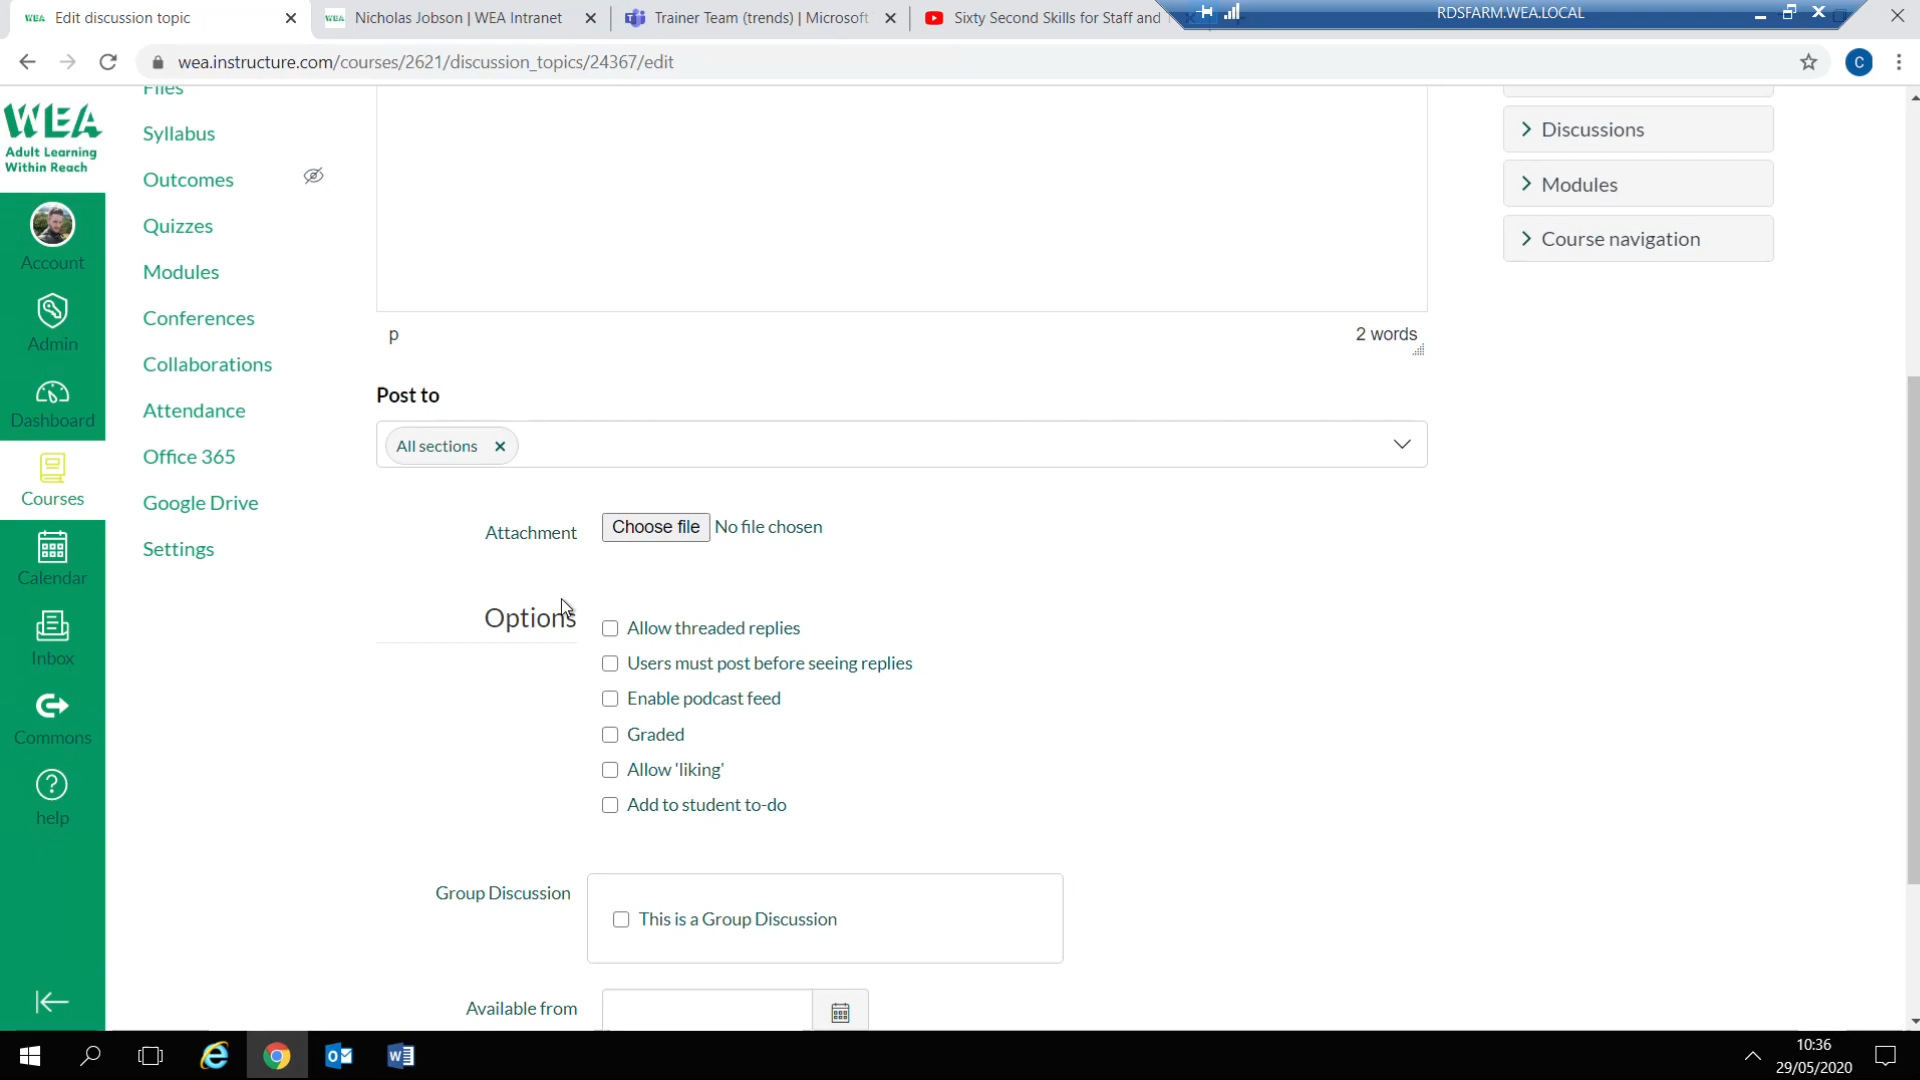 Edit discussion topic
Nicholas Jobson | WEA Intranet
Trainer Team (trends) | Microsoft
Sixty Second Skills for Staff and
RDSFARM.WEA.LOCAL
wea.instructure.com/courses/2621/discussion_topics/24367/edit
C
WEA
Adult Learning
Within Reach
Account
Admin
Dashboard
Courses
Calendar
Inbox
Commons
help
Files
Syllabus
Outcomes
Quizzes
Modules
Conferences
Collaborations
Attendance
Office 365
Google Drive
Settings
p
2 words
Post to
All sections
Attachment
Choose file No file chosen
Options
Allow threaded replies
Users must post before seeing replies
Enable podcast feed
Graded
Allow 'liking'
Add to student to-do
Group Discussion
This is a Group Discussion
Available from
Discussions
Modules
Course navigation
10:36
29/05/2020